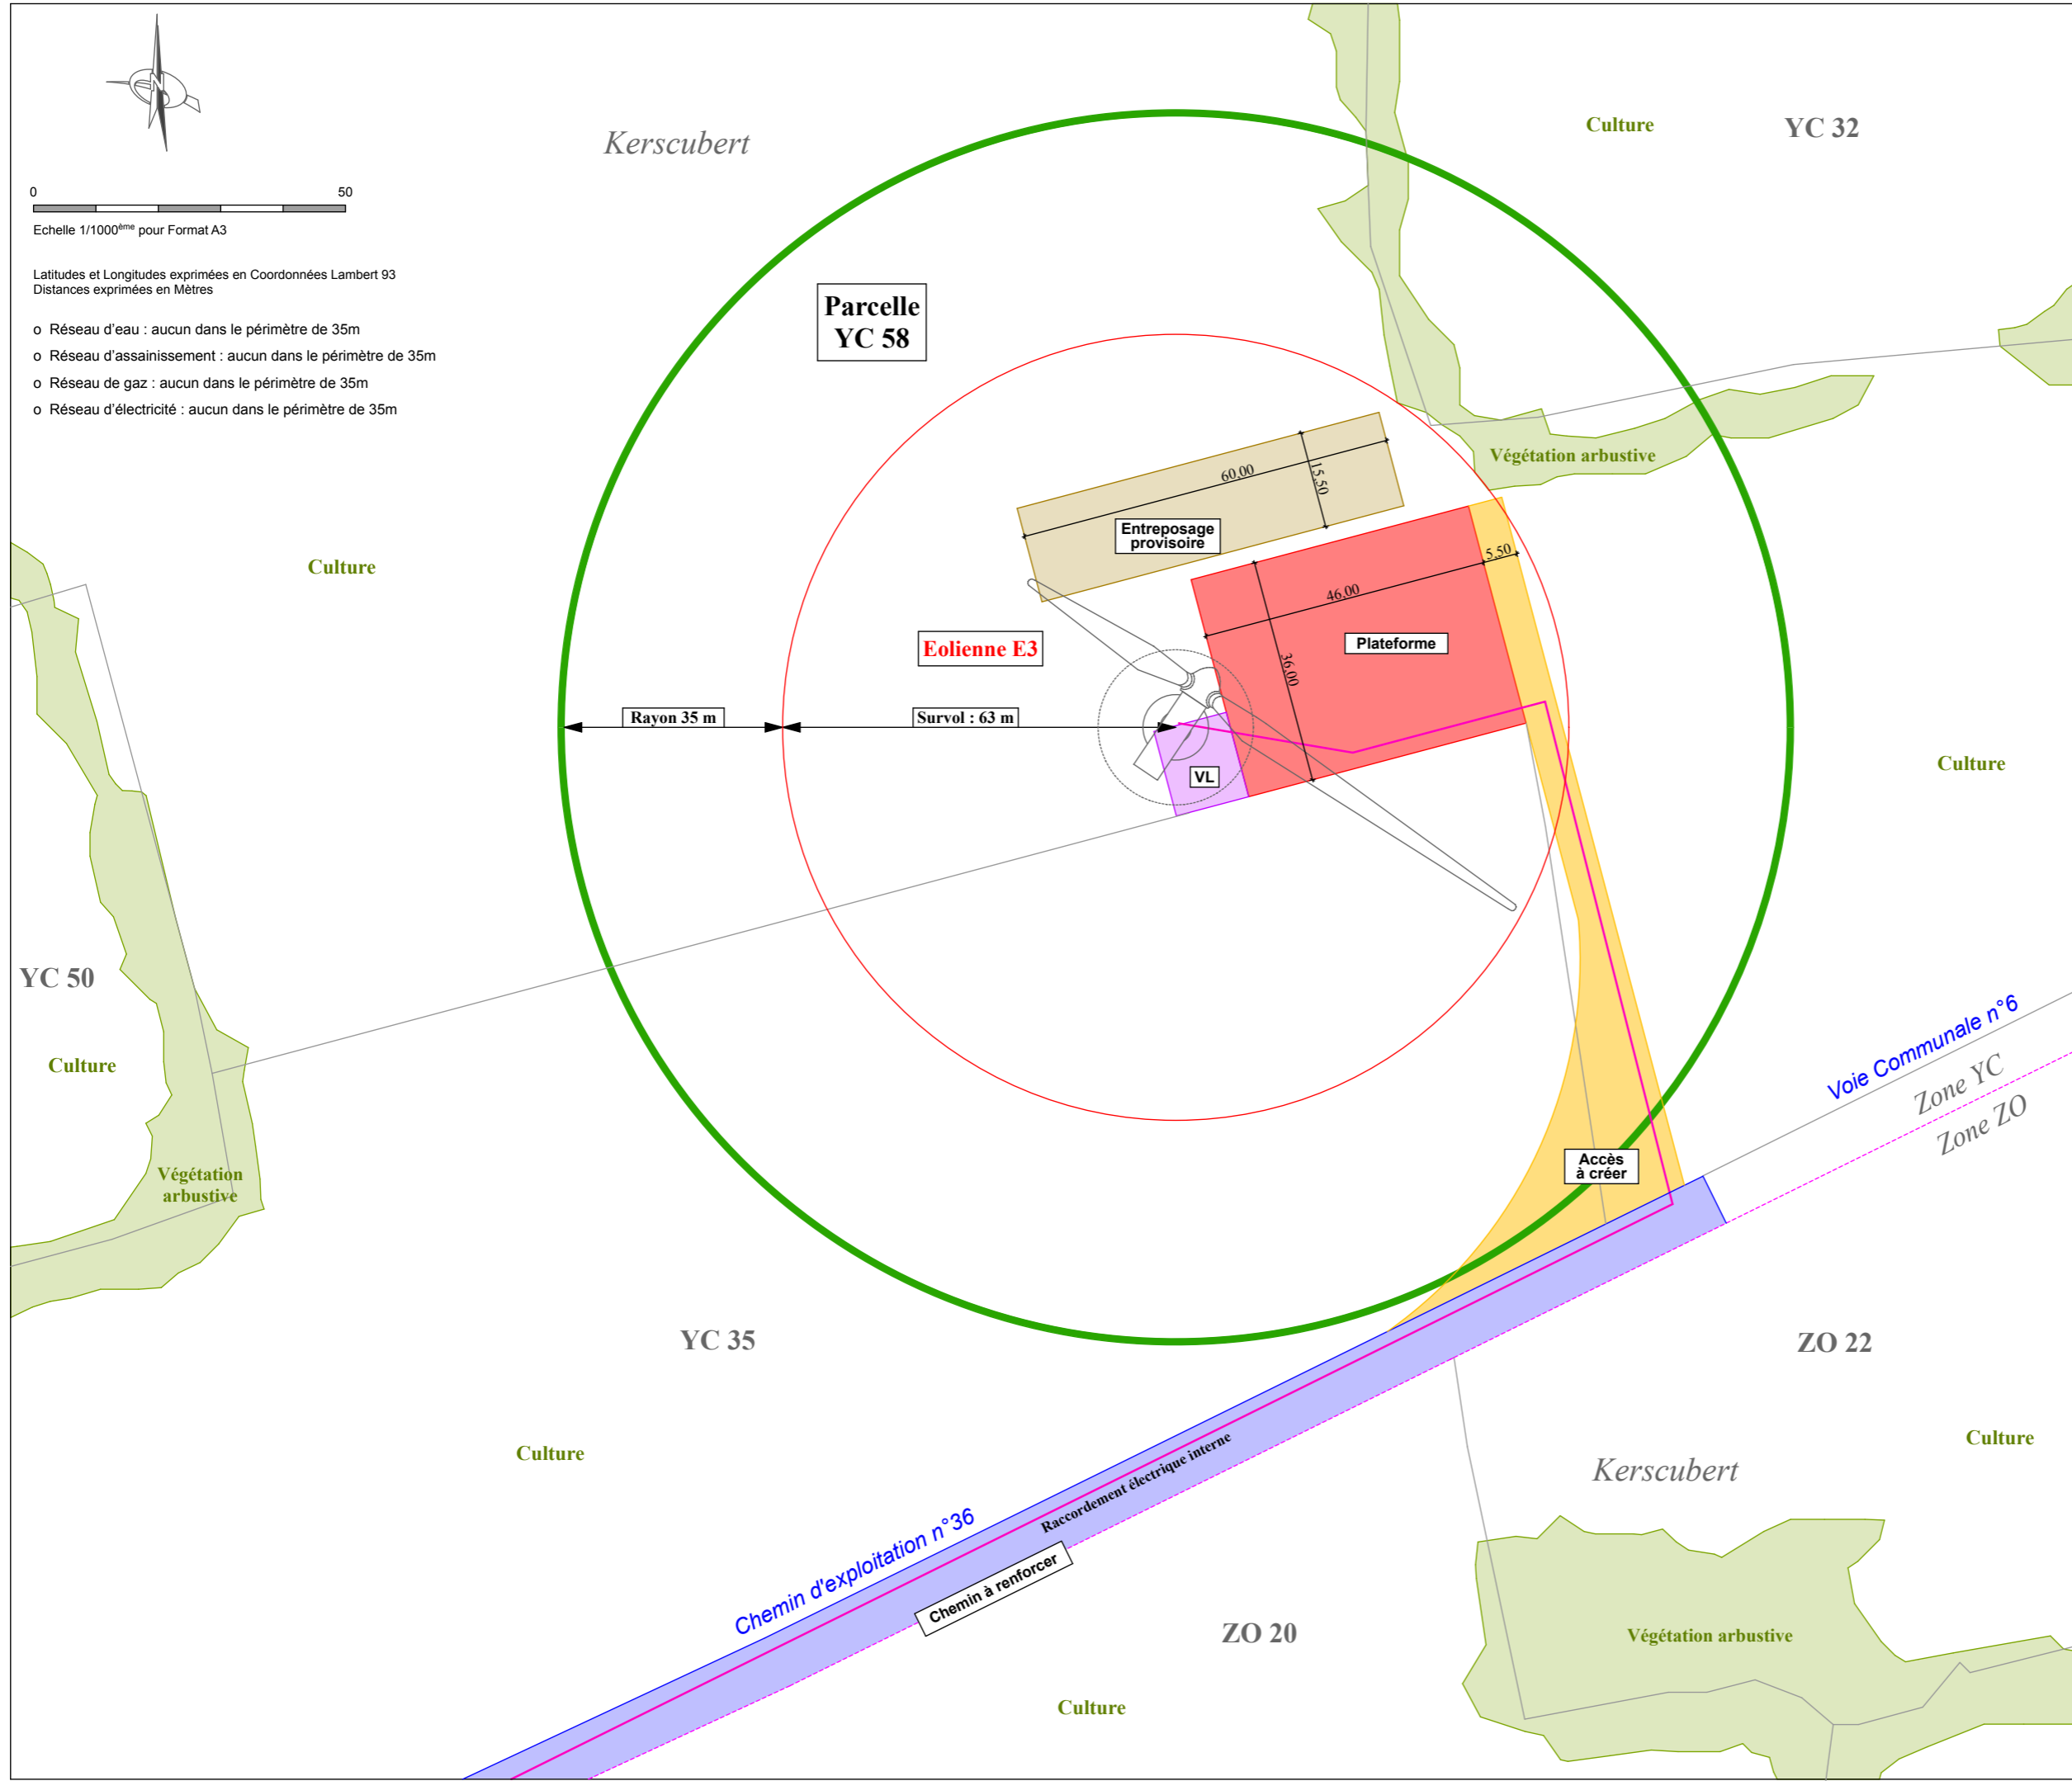 N
Kerscubert
Culture
YC 32
0
50
Echelle 1/1000ème pour Format A3
Latitudes et Longitudes exprimées en Coordonnées Lambert 93
Distances exprimées en Mètres
o Réseau d'eau : aucun dans le périmètre de 35m
o Réseau d'assainissement : aucun dans le périmètre de 35m
o Réseau de gaz : aucun dans le périmètre de 35m
o Réseau d'électricité : aucun dans le périmètre de 35m
Parcelle
YC 58
Végétation arbustive
60,00
15,50
Entreposage
provisoire
5,50
46,00
36,00
Plateforme
Culture
Eolienne E3
Rayon 35 m
Survol : 63 m
VL
Culture
YC 50
Culture
Végétation
arbustive
Voie Communale n°6
Zone YC
Zone ZO
Accès
à créer
YC 35
ZO 22
Culture
Culture
Kerscubert
Raccordement électrique interne
Chemin d'exploitation n°36
Chemin à renforcer
ZO 20
Végétation arbustive
Culture